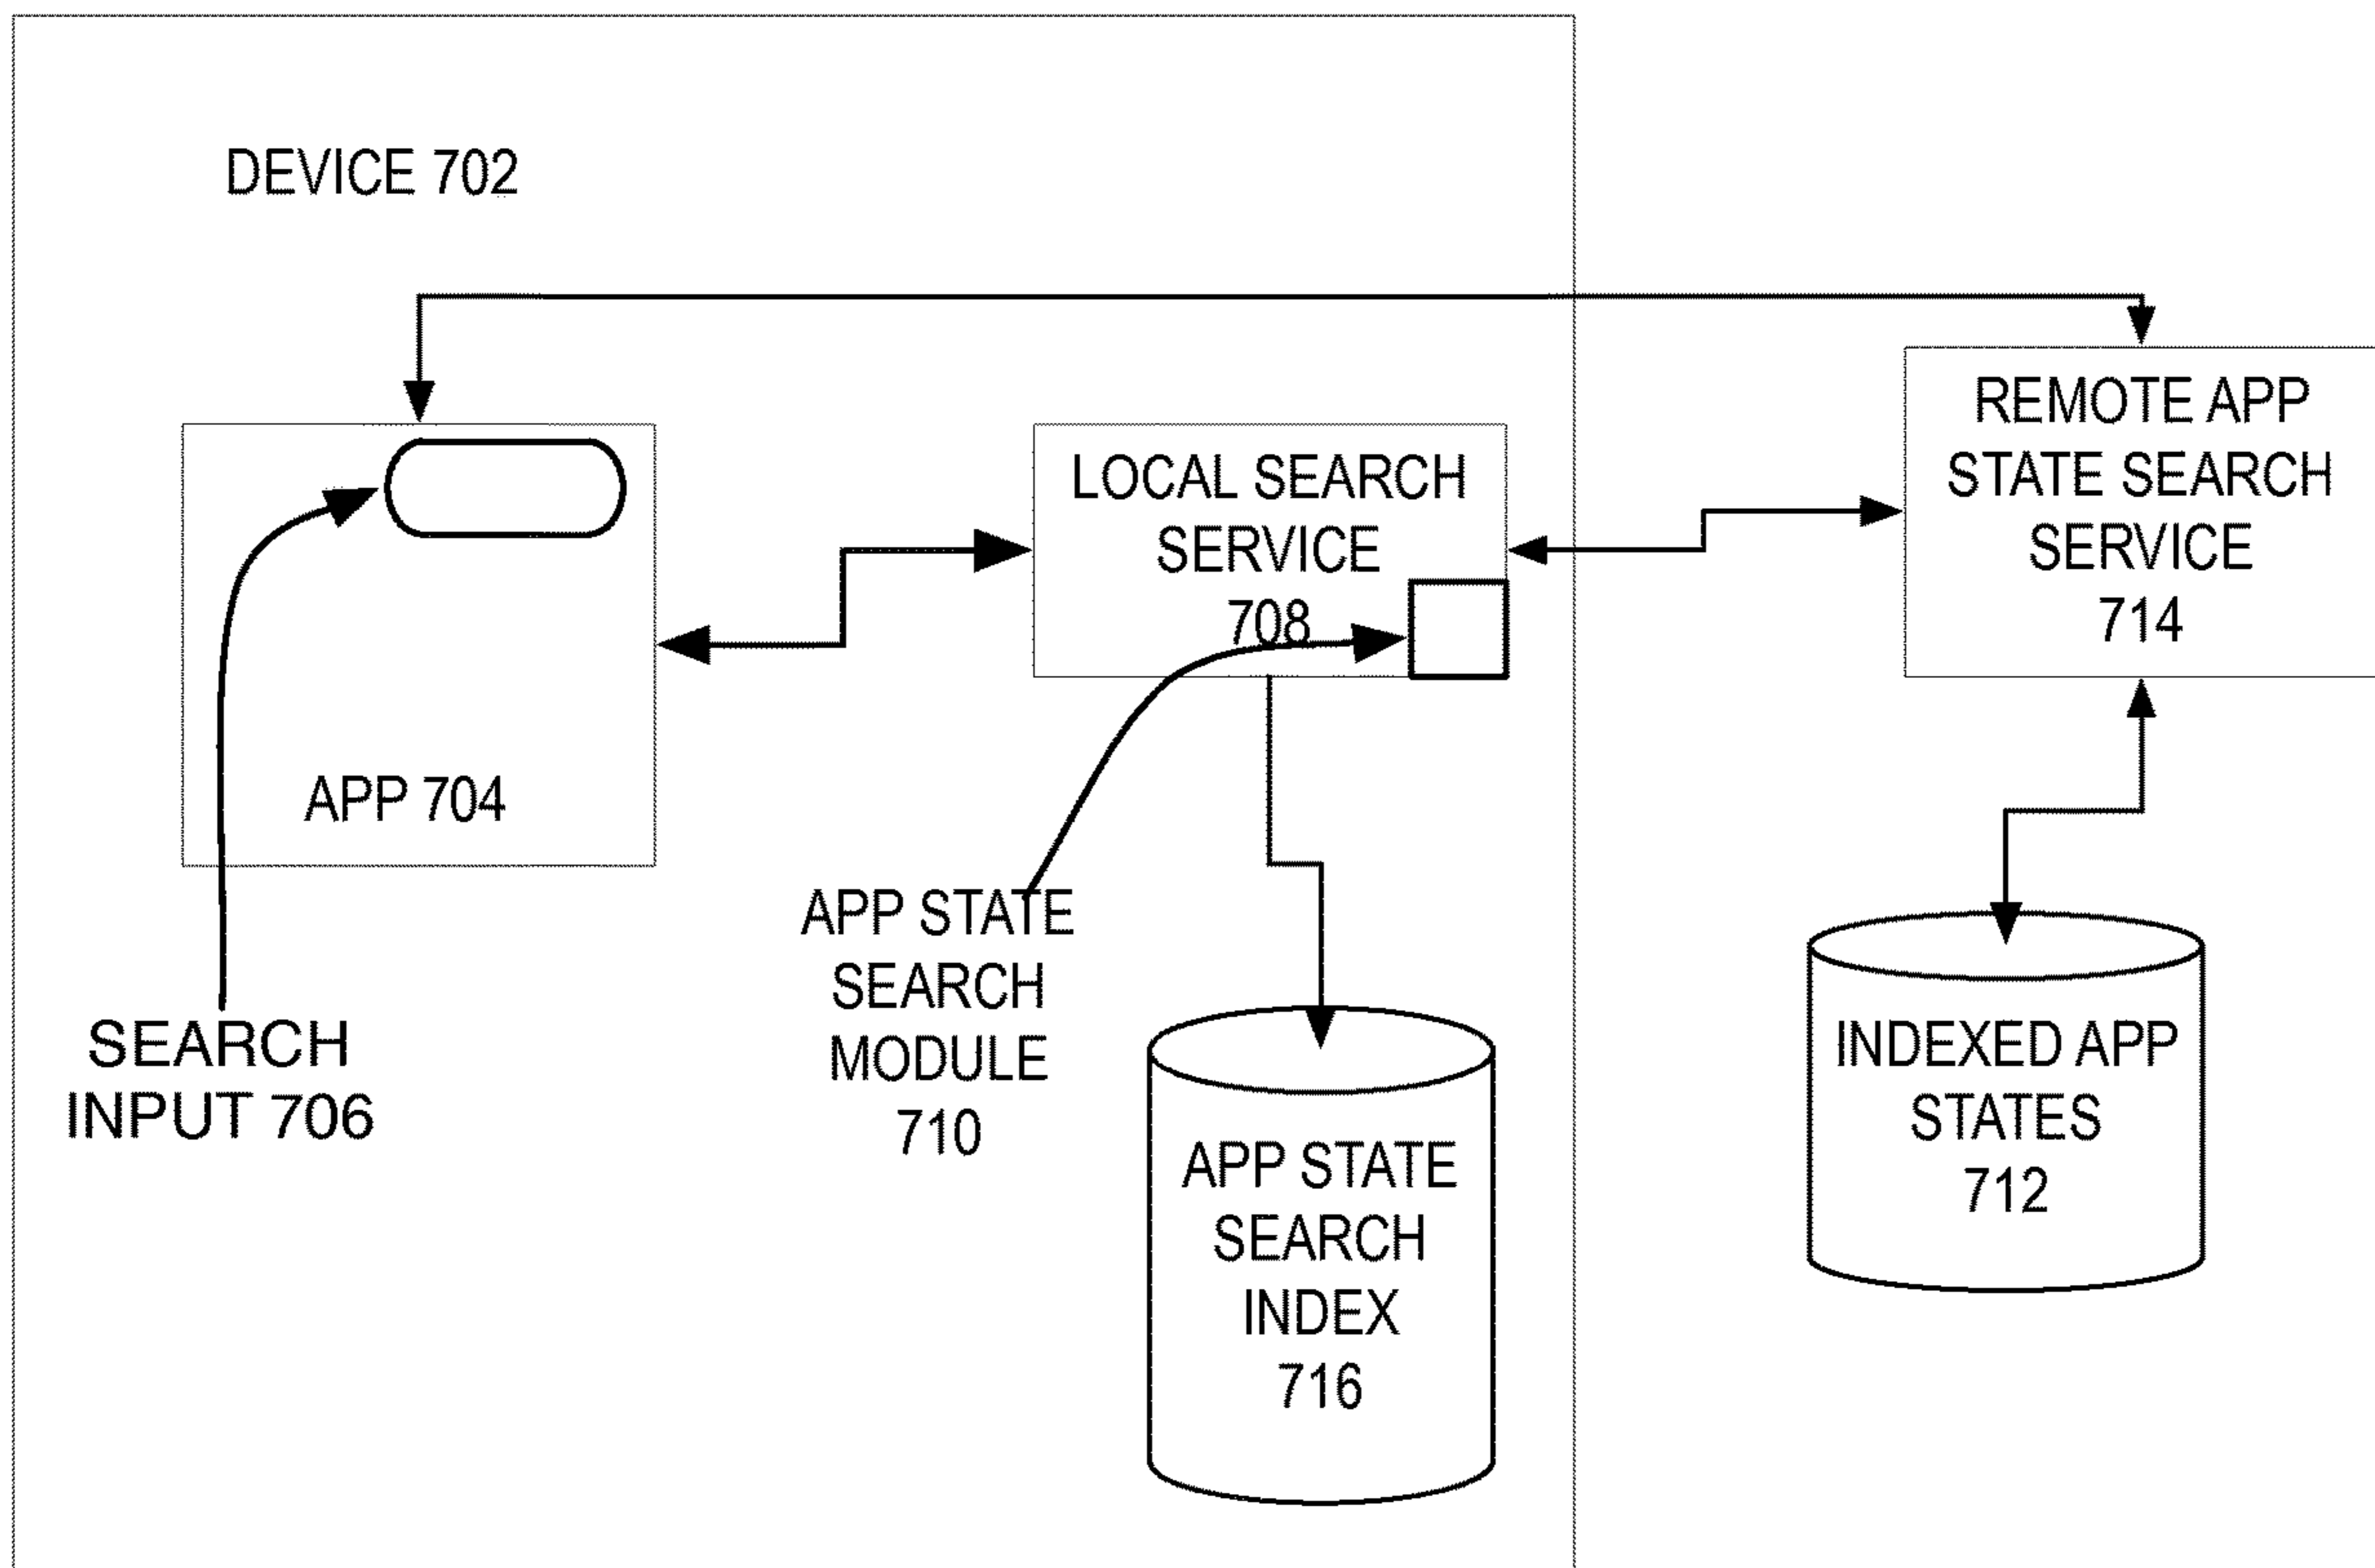 DEVICE 702
APP 704
SEARCH
INPUT 706
LOCAL SEARCH
SERVICE
708
APP STATE
SEARCH
MODULE
710
APP STATE
SEARCH
INDEX
716
REMOTE APP
STATE SEARCH
SERVICE
714
INDEXED APP
STATES
712